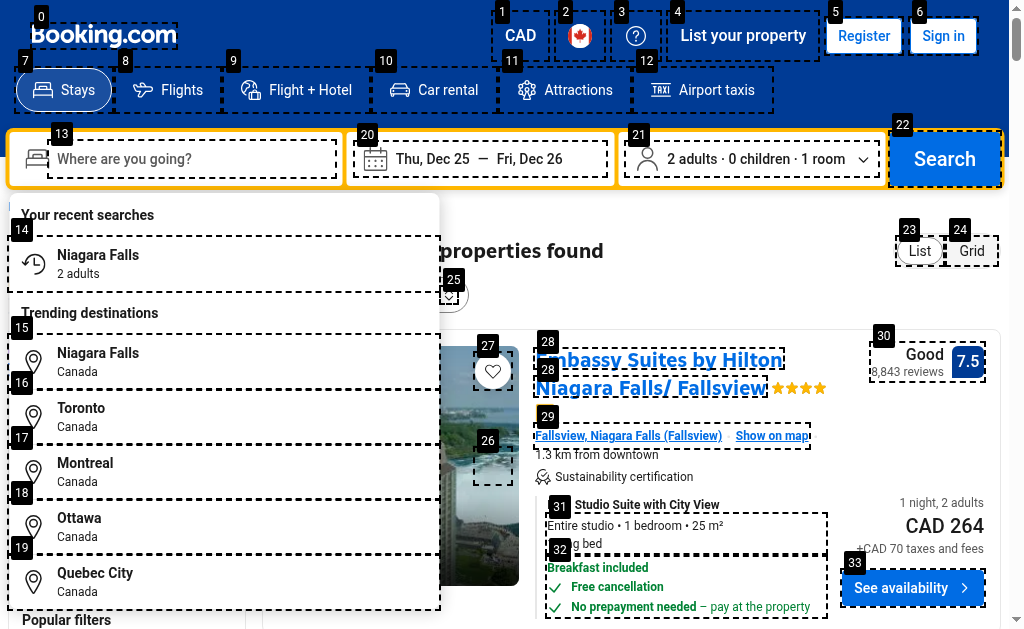 0
1
2
3
4
5
6
Booking.com
CAD
List your property
Register
Sign in
7
8
9
10
11
12
Stays
Flights
Flight + Hotel
Car rental
Attractions
TAXI
Airport taxis
13
20
21
22
Where are you going?
Thu, Dec 25 — Fri, Dec 26
2 adults · 0 children · 1 room
Search
Your recent searches
14
Niagara Falls
2 adults
Trending destinations
15
Niagara Falls
Canada
16
Toronto
Canada
17
Montreal
Canada
18
Ottawa
Canada
19
Quebec City
Canada
Popular filters
properties found
23
24
List
Grid
25
26
27
28
Embassy Suites by Hilton
28
Niagara Falls/ Fallsview
29
Fallsview, Niagara Falls (Fallsview)
Show on map
1.3 km from downtown
Sustainability certification
30
Good
8,843 reviews
7.5
31
Studio Suite with City View
Entire studio • 1 bedroom • 25 m²
32
bed
Breakfast included
Free cancellation
No prepayment needed – pay at the property
1 night, 2 adults
CAD 264
+CAD 70 taxes and fees
33
See availability